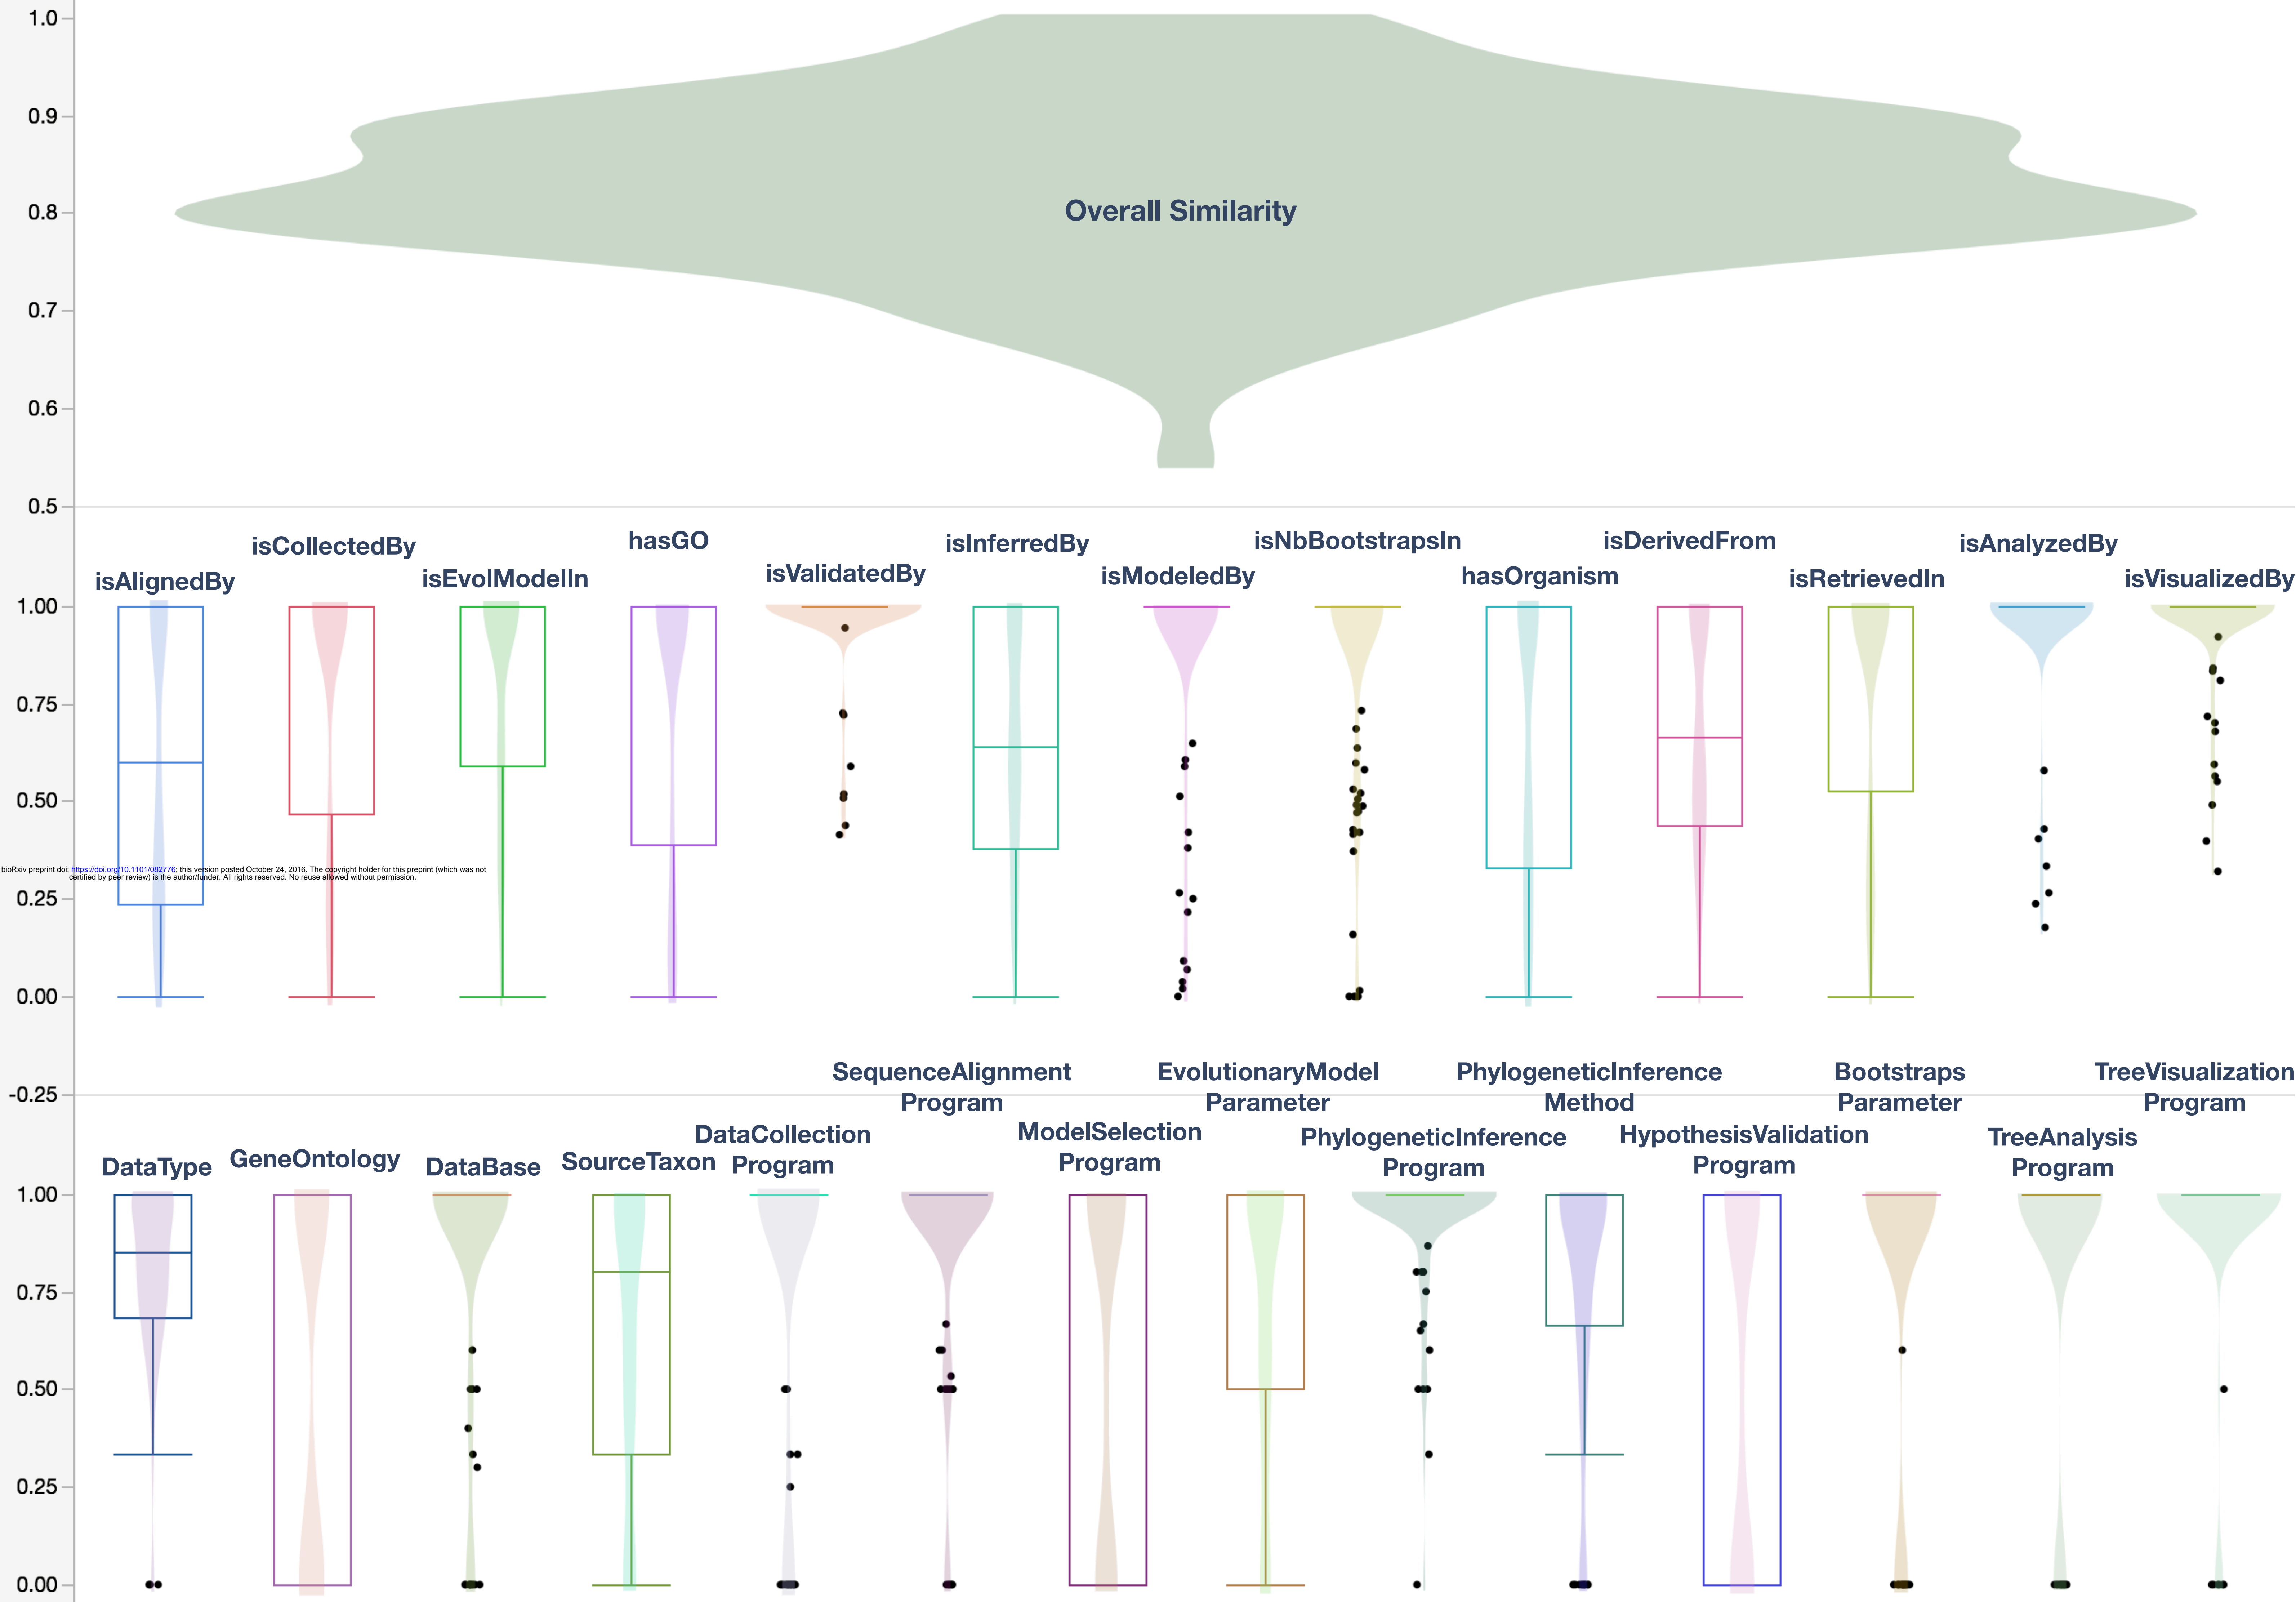 1.0
0.9
0.8
Overall Similarity
0.7
0.6
0.5
isAlignedBy
isCollectedBy
isEvolModelIn
hasGO
isValidatedBy
isInferredBy
isModeledBy
isNbBootstrapsIn
hasOrganism
isDerivedFrom
isRetrievedIn
isAnalyzedBy
isVisualizedBy
1.00
0.75
0.50
bioRxiv preprint doi: https://doi.org/10.1101/082776; this version posted October 24, 2016. The copyright holder for this preprint (which was not
certified by peer review) is the author/funder. All rights reserved. No reuse allowed without permission.
0.25
0.00
-0.25
DataType
GeneOntology
DataBase
SourceTaxon
DataCollection
Program
SequenceAlignment
Program
ModelSelection
Program
EvolutionaryModel
Parameter
PhylogeneticInference
Program
PhylogeneticInference
Method
HypothesisValidation
Program
Bootstraps
Parameter
TreeAnalysis
Program
TreeVisualization
Program
1.00
0.75
0.50
0.25
0.00